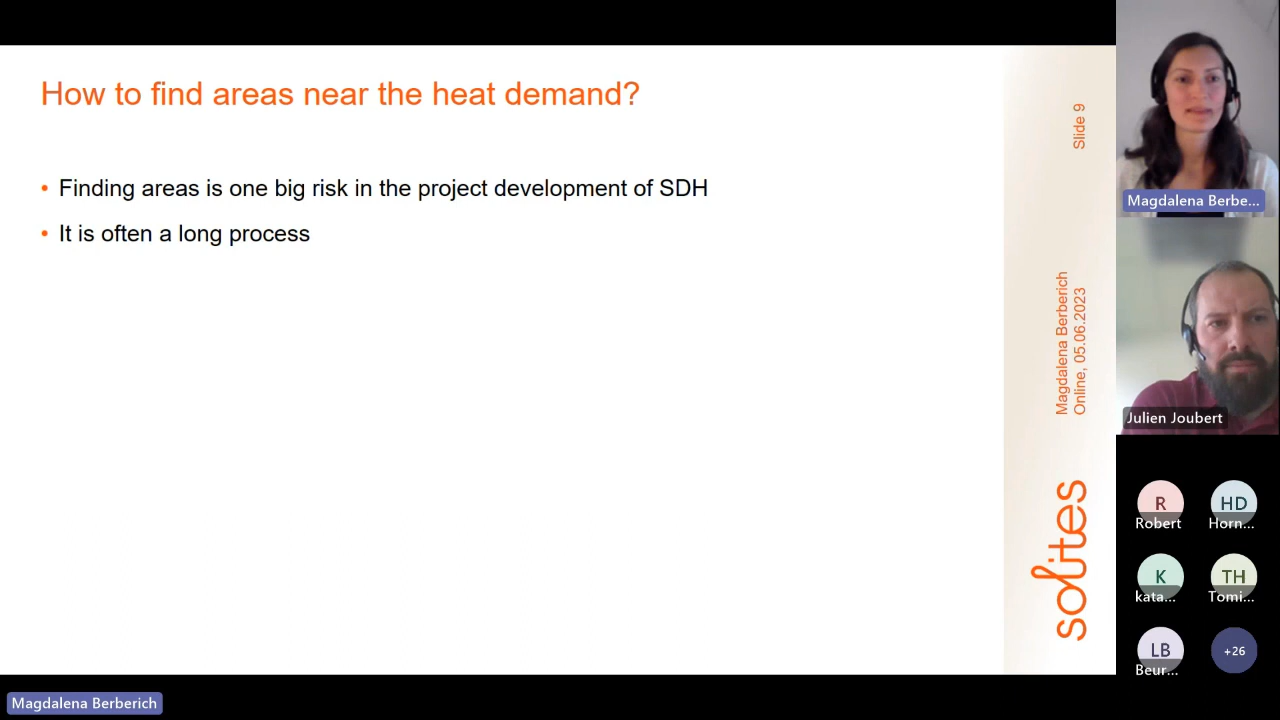 How to find areas near the heat demand?
• Finding areas is one big risk in the project development of SDH
• It is often a long process
Slide 9
Magdalena Berberich
Online, 05.06.2023
solites
Magdalena Berbe...
Julien Joubert
R
Robert
HD
Horn...
K
kata...
TH
Tomi...
LB
Beur...
+26
Magdalena Berberich